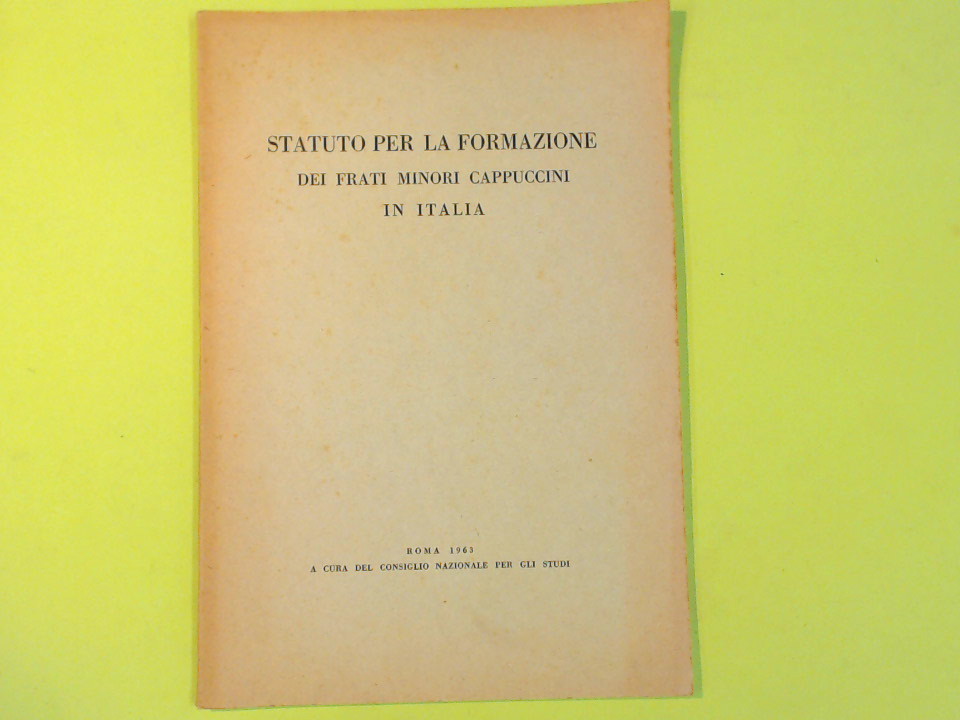 STATUTO PER LA FORMAZIONE
DEI FRATI MINORI CAPPUCCINI
IN ITALIA
ROMA 1963
A CURA DEL CONSIGLIO NAZIONALE PER GLI STUDI